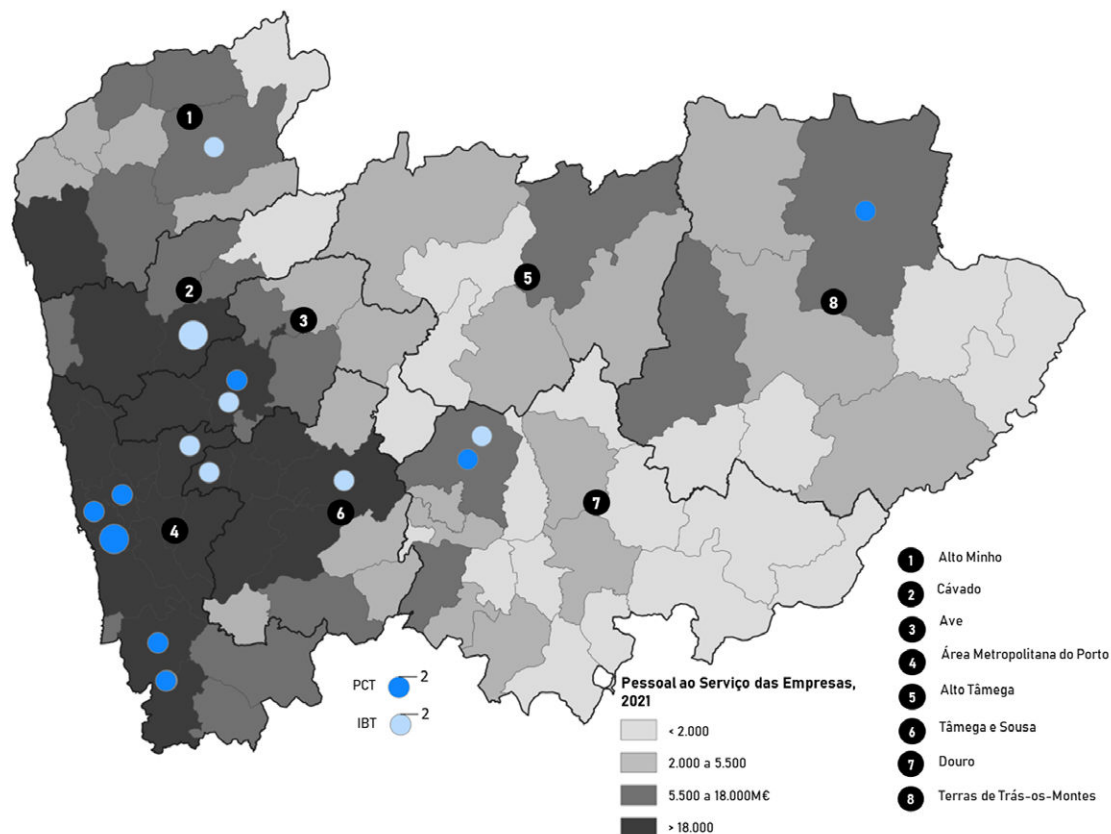 1
2
3
4
5
6
7
8
PCT
2
IBT
2
Pessoal ao Serviço das Empresas,
2021
< 2.000
2.000 a 5.500
5.500 a 18.000M€
> 18.000
1 Alto Minho
2 Cávado
3 Ave
4 Área Metropolitana do Porto
5 Alto Tâmega
6 Tâmega e Sousa
7 Douro
8 Terras de Trás-os-Montes